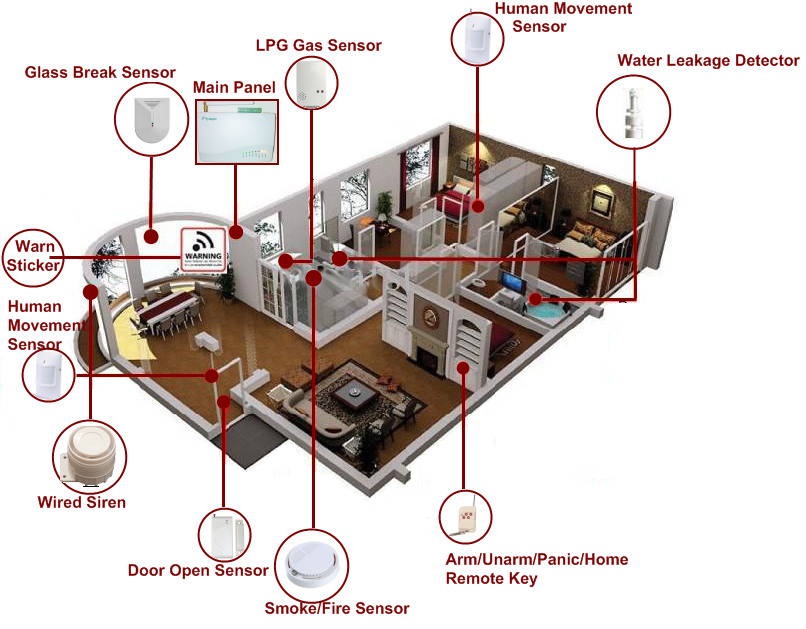 Human Movement
Sensor
LPG Gas Sensor
Water Leakage Detector
Glass Break Sensor
Main Panel
Warn
Sticker
WARNING
Human
Movement
Sensor
Wired Siren
Door Open Sensor
Arm/Unarm/Panic/Home
Remote Key
Smoke/Fire Sensor